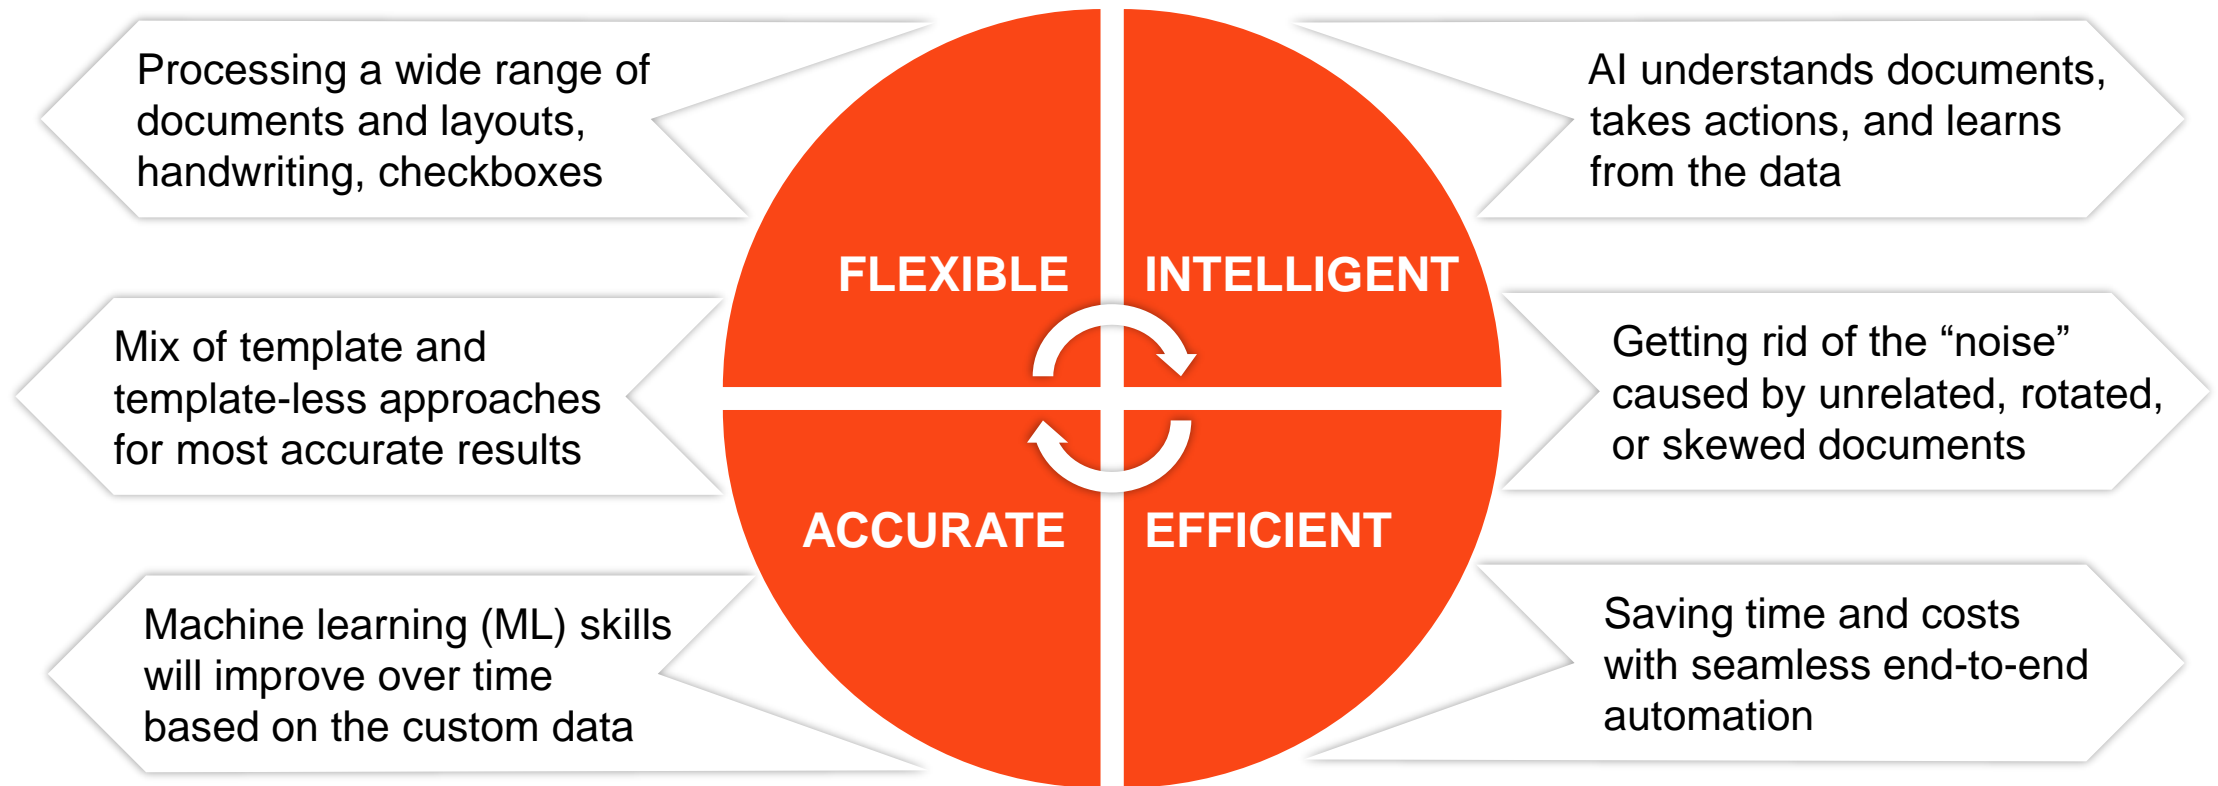 Processing a wide range of
documents and layouts,
handwriting, checkboxes
AI understands documents,
takes actions, and learns
from the data
FLEXIBLE
INTELLIGENT
Mix of template and
template-less approaches
for most accurate results
Getting rid of the “noise”
caused by unrelated, rotated,
or skewed documents
ACCURATE
EFFICIENT
Machine learning (ML) skills
will improve over time
based on the custom data
Saving time and costs
with seamless end-to-end
automation